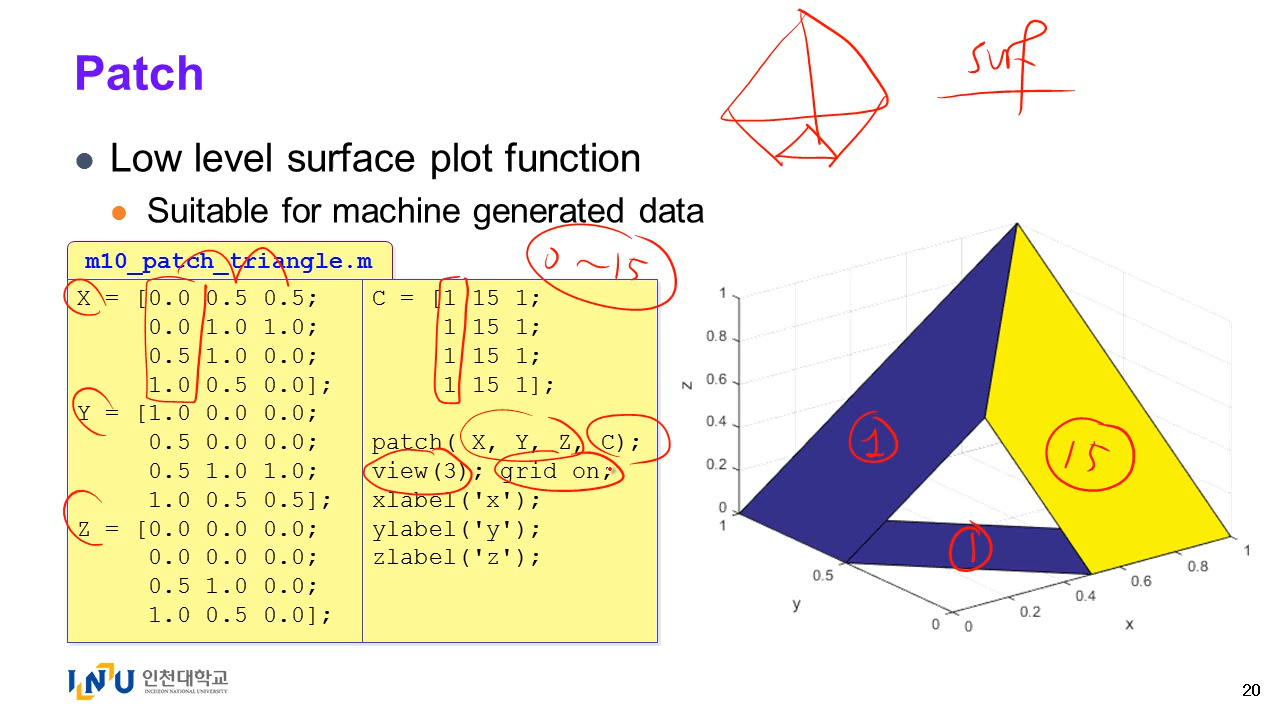 Patch
surf
● Low level surface plot function
● Suitable for machine generated data
m10_patch_triangle.m
0 ~ 15
X = [0.0 0.5 0.5;
0.0 1.0 1.0;
0.5 1.0 0.0;
1.0 0.5 0.0];
Y = [1.0 0.0 0.0;
0.5 0.0 0.0;
0.5 1.0 1.0;
1.0 0.5 0.5];
Z = [0.0 0.0 0.0;
0.0 0.0 0.0;
0.5 1.0 0.0;
1.0 0.5 0.0];
C = [1 15 1;
1 15 1;
1 15 1;
1 15 1];
patch( X, Y, Z, C);
view(3); grid on;
xlabel('x');
ylabel('y');
zlabel('z');
1
0.8
0.6
0.4
0.2
0
z
1
0.5
0
y
0
0.2
0.4
0.6
0.8
1
x
1
15
1
INU 인천대학교
INCHEON NATIONAL UNIVERSITY
20